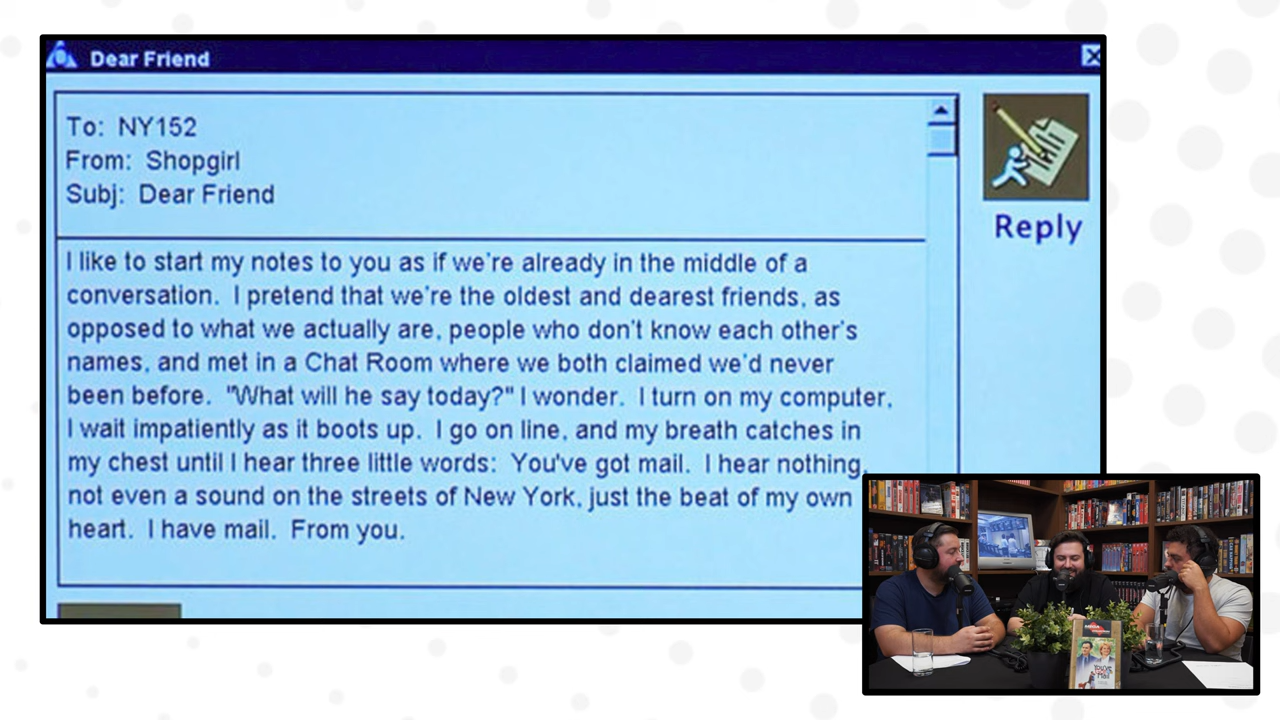 Dear Friend
To: NY152
From: Shopgirl
Subj: Dear Friend
Reply
I like to start my notes to you as if we're already in the middle of a
conversation. I pretend that we're the oldest and dearest friends, as
opposed to what we actually are, people who don't know each other's
names, and met in a Chat Room where we both claimed we'd never
been before. "What will he say today?" I wonder. I turn on my computer,
I wait impatiently as it boots up. I go on line, and my breath catches in
my chest until I hear three little words: You've got mail. I hear nothing,
not even a sound on the streets of New York, just the beat of my own
heart. I have mail. From you.
You've
Mail